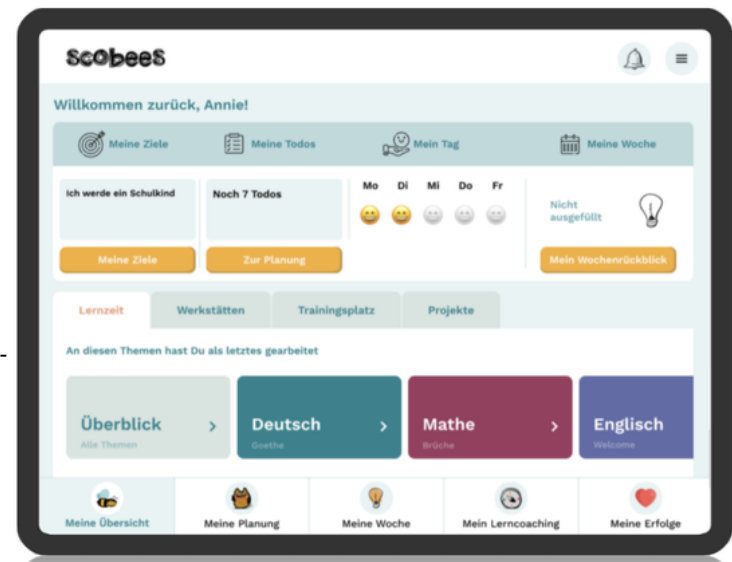 scobees
Willkommen zurück, Annie!
Meine Ziele Meine Todos Mein Tag Meine Woche
Ich werde ein Schulkind Noch 7 Todos Mo Di Mi Do Fr
Nicht
ausgefüllt
Meine Ziele Zur Planung Mein Wochenrückblick
Lernzeit Werkstätten Trainingsplatz Projekte
An diesen Themen hast Du als letztes gearbeitet
-
Überblick > Deutsch > Mathe > Englisch
Alle Themen Goethe Brüche Welcome
Meine Übersicht Meine Planung Meine Woche Mein Lerncoaching Meine Erfolge